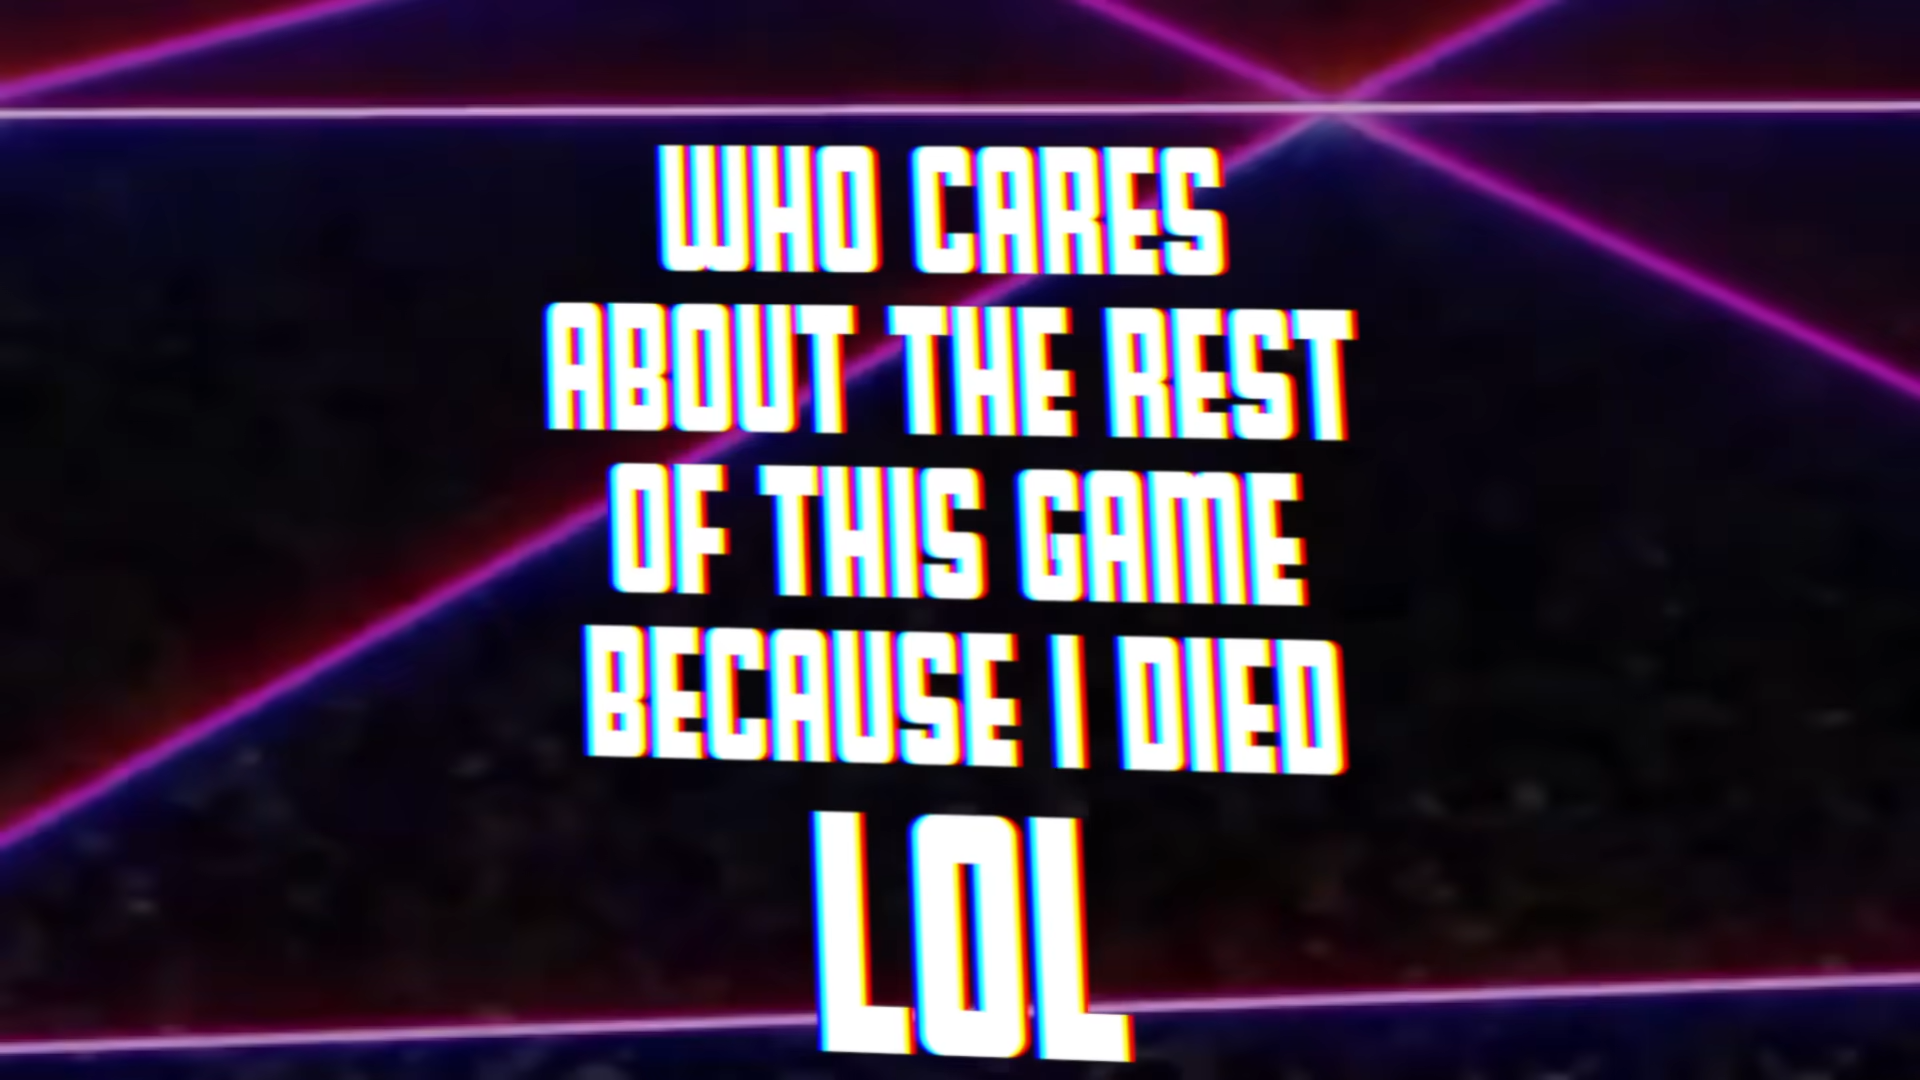 WHO CARES
ABOUT THE REST
OF THIS GAME
BECAUSE I DIED
LOL